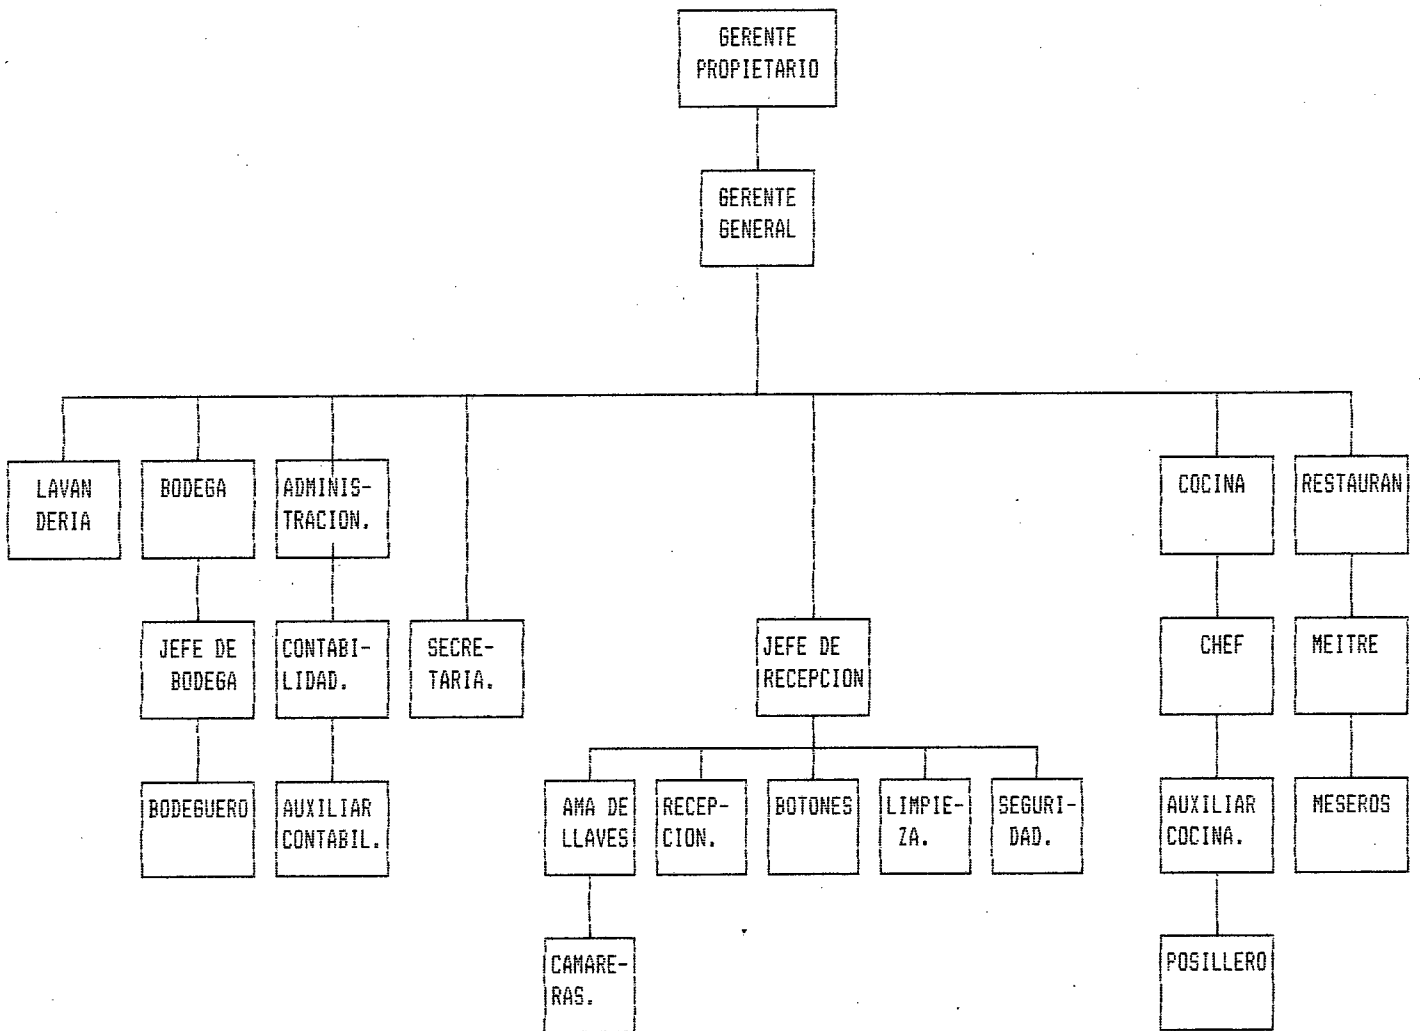 GERENTE
PROPIETARIO
GERENTE
GENERAL
LAVAN
DERIA
BODEGA
ADMINIS-
TRACION.
COCINA
RESTAURAN
JEFE DE
BODEGA
CONTABI-
LIDAD.
SECRE-
TARIA.
JEFE DE
RECEPCION
CHEF
MEITRE
BODEGUERO
AUXILIAR
CONTABIL.
AMA DE
LLAVES
RECEP-
CION.
BOTONES
LIMPIE-
ZA.
SEGURI-
DAD.
AUXILIAR
COCINA.
MESEROS
CAMARE-
RAS.
POSILLERO